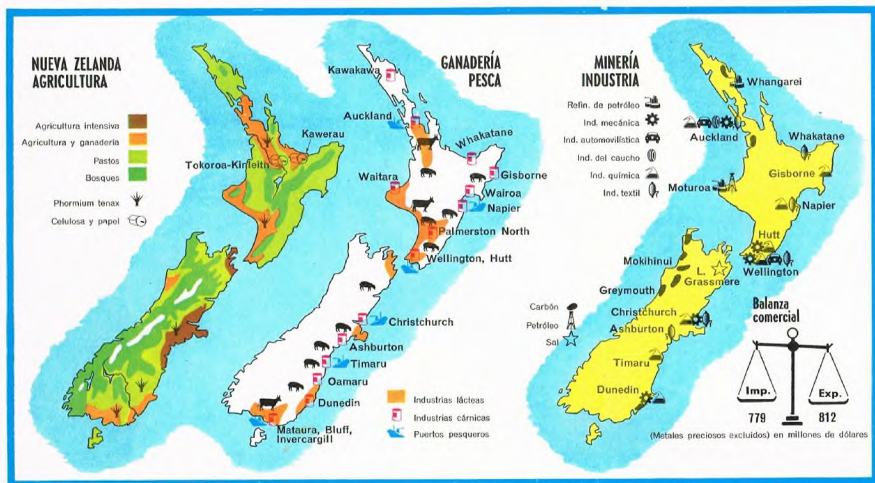 NUEVA ZELANDA
AGRICULTURA
Agricultura intensiva
Agricultura y ganadería
Pastos
Bosques
Phormium tenax
Celulosa y papel
Kawerau
Tokoroa-Kinleith
GANADERÍA
PESCA
Kawakawa
Auckland
Whakatane
Gisborne
Waitara
Wairoa
Napier
Palmerston North
Wellington, Hutt
Christchurch
Ashburton
Timaru
Oamaru
Dunedin
Mataura, Bluff,
Invercargill
Industrias lácteas
Industrias cárnicas
Puertos pesqueros
MINERÍA
INDUSTRIA
Refin. de petróleo
Ind. mecánica
Ind. automovilística
Ind. del caucho
Ind. química
Ind. textil
Whangarei
Auckland
Whakatane
Gisborne
Moturoa
Napier
Hutt
Wellington
Mokihinui
L.
Grassmere
Greymouth
Christchurch
Ashburton
Timaru
Dunedin
Carbón
Petróleo
Sal
Balanza
comercial
Imp.
Exp.
779
812
(Metales preciosos excluidos) en millones de dólares